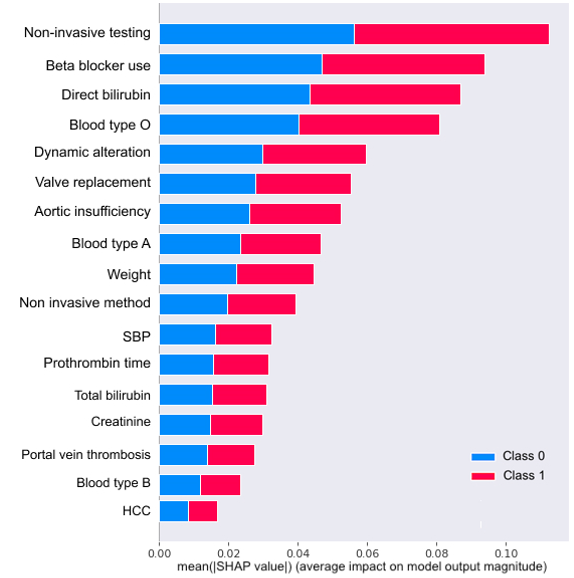 Non-invasive testing
Beta blocker use
Direct bilirubin
Blood type O
Dynamic alteration
Valve replacement
Aortic insufficiency
Blood type A
Weight
Non invasive method
SBP
Prothrombin time
Total bilirubin
Creatinine
Portal vein thrombosis
Blood type B
HCC
Class 0
Class 1
0.00 0.02 0.04 0.06 0.08 0.10
mean(|SHAP value|) (average impact on model output magnitude)